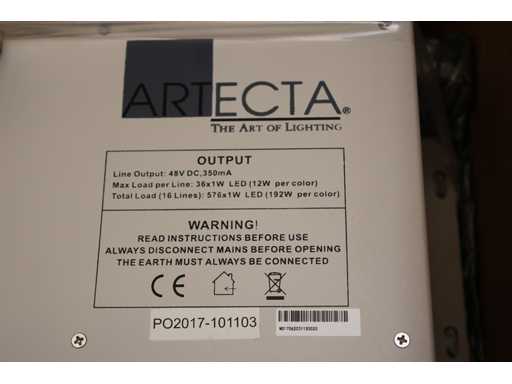 ARTECTA®
THE ART OF LIGHTING
OUTPUT
Line Output: 48V DC,350mA
Max Load per Line: 36x1W LED (12W per color)
Total Load (16 Lines): 576x1W LED (192W per color)
WARNING!
READ INSTRUCTIONS BEFORE USE
ALWAYS DISCONNECT MAINS BEFORE OPENING
THE EARTH MUST ALWAYS BE CONNECTED
CE
PO2017-101103